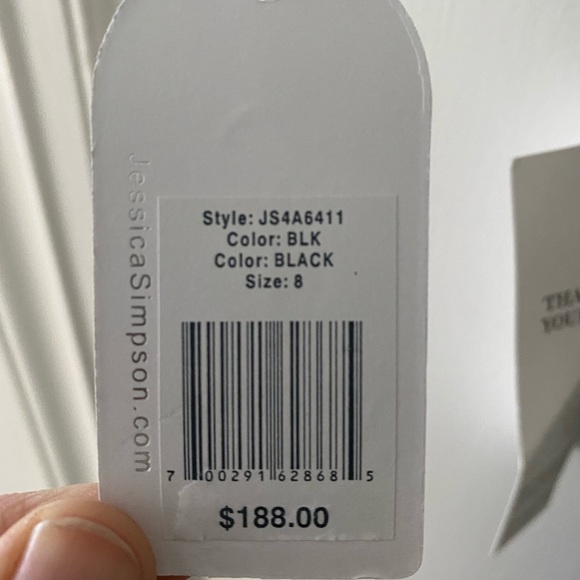 JessicaSimpson.com
Style: JS4A6411
Color: BLK
Color: BLACK
Size: 8
7 00291 62868 5
$188.00